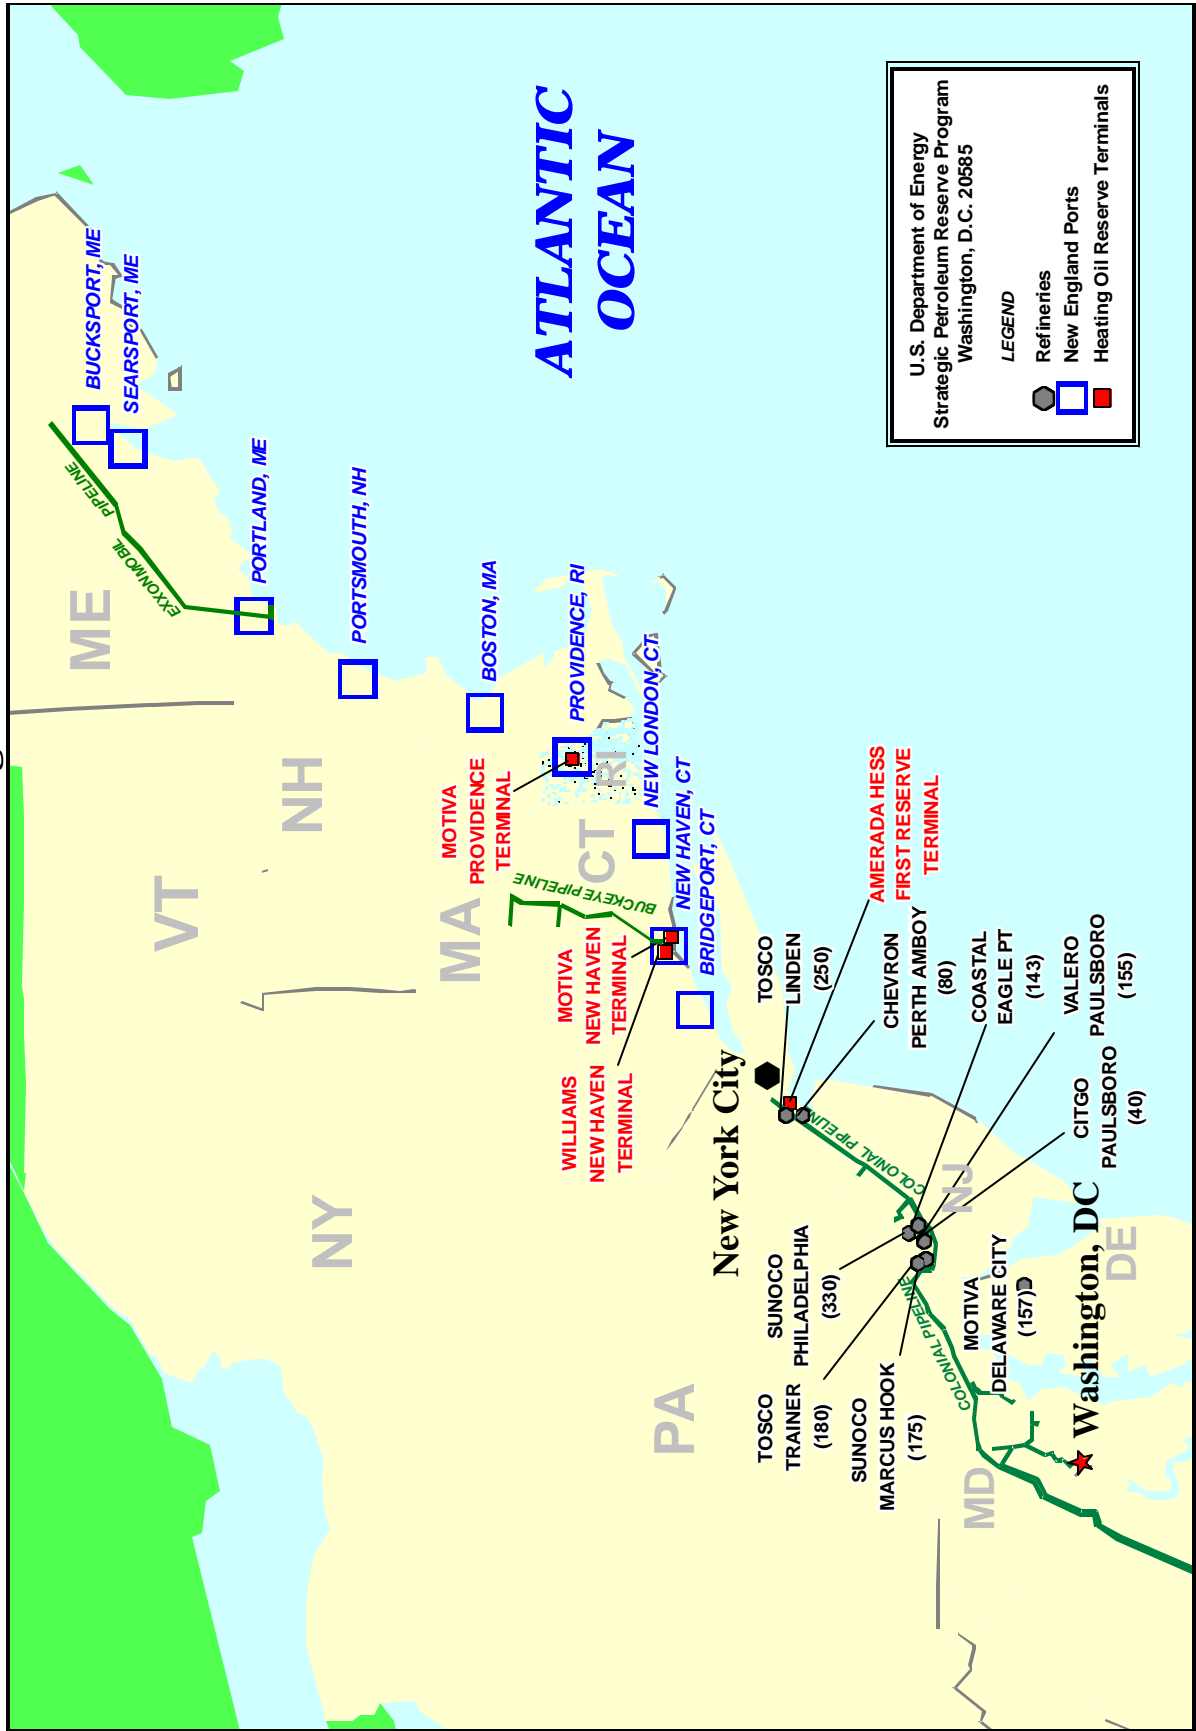 BUCKSPORT, ME
SEARSPORT, ME
PIPELINE
EXXONMOBIL
PORTLAND, ME
ME
PORTSMOUTH, NH
BOSTON, MA
PROVIDENCE, RI
NEW LONDON, CT
NEW HAVEN, CT
BRIDGEPORT, CT
ATLANTIC
OCEAN
NH
VT
MA
CT
RI
NY
PA
NJ
MD
DE
MOTIVA
PROVIDENCE
TERMINAL
BUCKEYE PIPELINE
MOTIVA
NEW HAVEN
TERMINAL
WILLIAMS
NEW HAVEN
TERMINAL
AMERADA HESS
FIRST RESERVE
TERMINAL
New York City
TOSCO
LINDEN
(250)
CHEVRON
PERTH AMBOY
(80)
COASTAL
EAGLE PT
(143)
VALERO
PAULSBORO
(155)
CITGO
PAULSBORO
(40)
COLONIAL PIPELINE
SUNOCO
PHILADELPHIA
(330)
TOSCO
TRAINER
(180)
SUNOCO
MARCUS HOOK
(175)
COLONIAL PIPELINE
MOTIVA
DELAWARE CITY
(157)
Washington, DC
U.S. Department of Energy
Strategic Petroleum Reserve Program
Washington, D.C. 20585
LEGEND
Refineries
New England Ports
Heating Oil Reserve Terminals